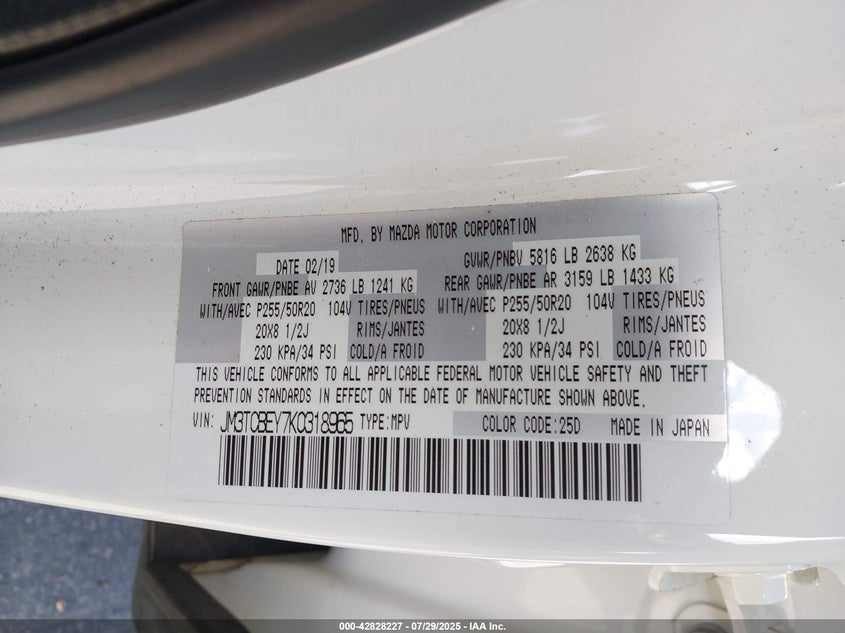 MFD. BY MAZDA MOTOR CORPORATION
DATE 02/19 GVWR/PNBV 5816 LB 2638 KG
FRONT GAWR/PNBE AV 2736 LB 1241 KG REAR GAWR/PNBE AR 3159 LB 1433 KG
WITH/AVEC P255/50R20 104V TIRES/PNEUS WITH/AVEC P255/50R20 104V TIRES/PNEUS
20X8 1/2J RIMS/JANTES 20X8 1/2J RIMS/JANTES
230 KPA/34 PSI COLD/A FROID 230 KPA/34 PSI COLD/A FROID
THIS VEHICLE CONFORMS TO ALL APPLICABLE FEDERAL MOTOR VEHICLE SAFETY AND THEFT
PREVENTION STANDARDS IN EFFECT ON THE DATE OF MANUFACTURE SHOWN ABOVE.
VIN: JM3TCBEY7K0318965 TYPE:MPV COLOR CODE:25D MADE IN JAPAN
000-42828227 - 07/29/2025 - IAA Inc.